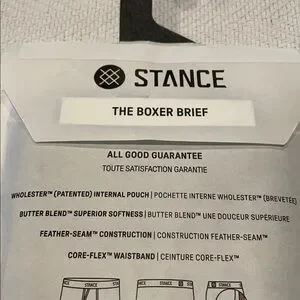 STANCE
THE BOXER BRIEF
ALL GOOD GUARANTEE
TOUTE SATISFACTION GARANTIE
WHOLESTER™ (PATENTED) INTERNAL POUCH | POCHETTE INTERNE WHOLESTER™ (BREVETÉE)
BUTTER BLEND™ SUPERIOR SOFTNESS | BUTTER BLEND™ UNE DOUCEUR SUPÉRIEURE
FEATHER-SEAM™ CONSTRUCTION | CONSTRUCTION FEATHER-SEAM™
CORE-FLEX™ WAISTBAND | CEINTURE CORE-FLEX™
STANCE STANCE